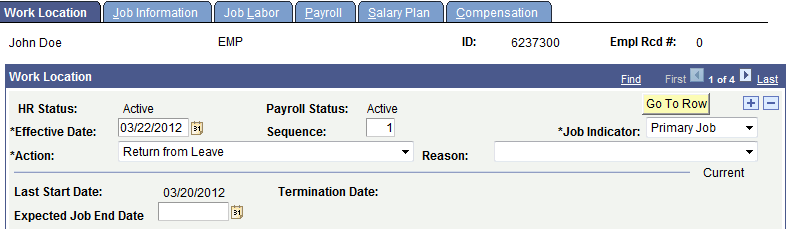 Work Location Job Information Job Labor Payroll Salary Plan Compensation
John Doe EMP ID: 6237300 Empl Rcd #: 0
Work Location Find First 1 of 4 Last
HR Status: Active Payroll Status: Active Go To Row
*Effective Date: 03/22/2012 31 Sequence: 1 *Job Indicator: Primary Job
*Action: Return from Leave Reason:
Current
Last Start Date: 03/20/2012 Termination Date:
Expected Job End Date 31